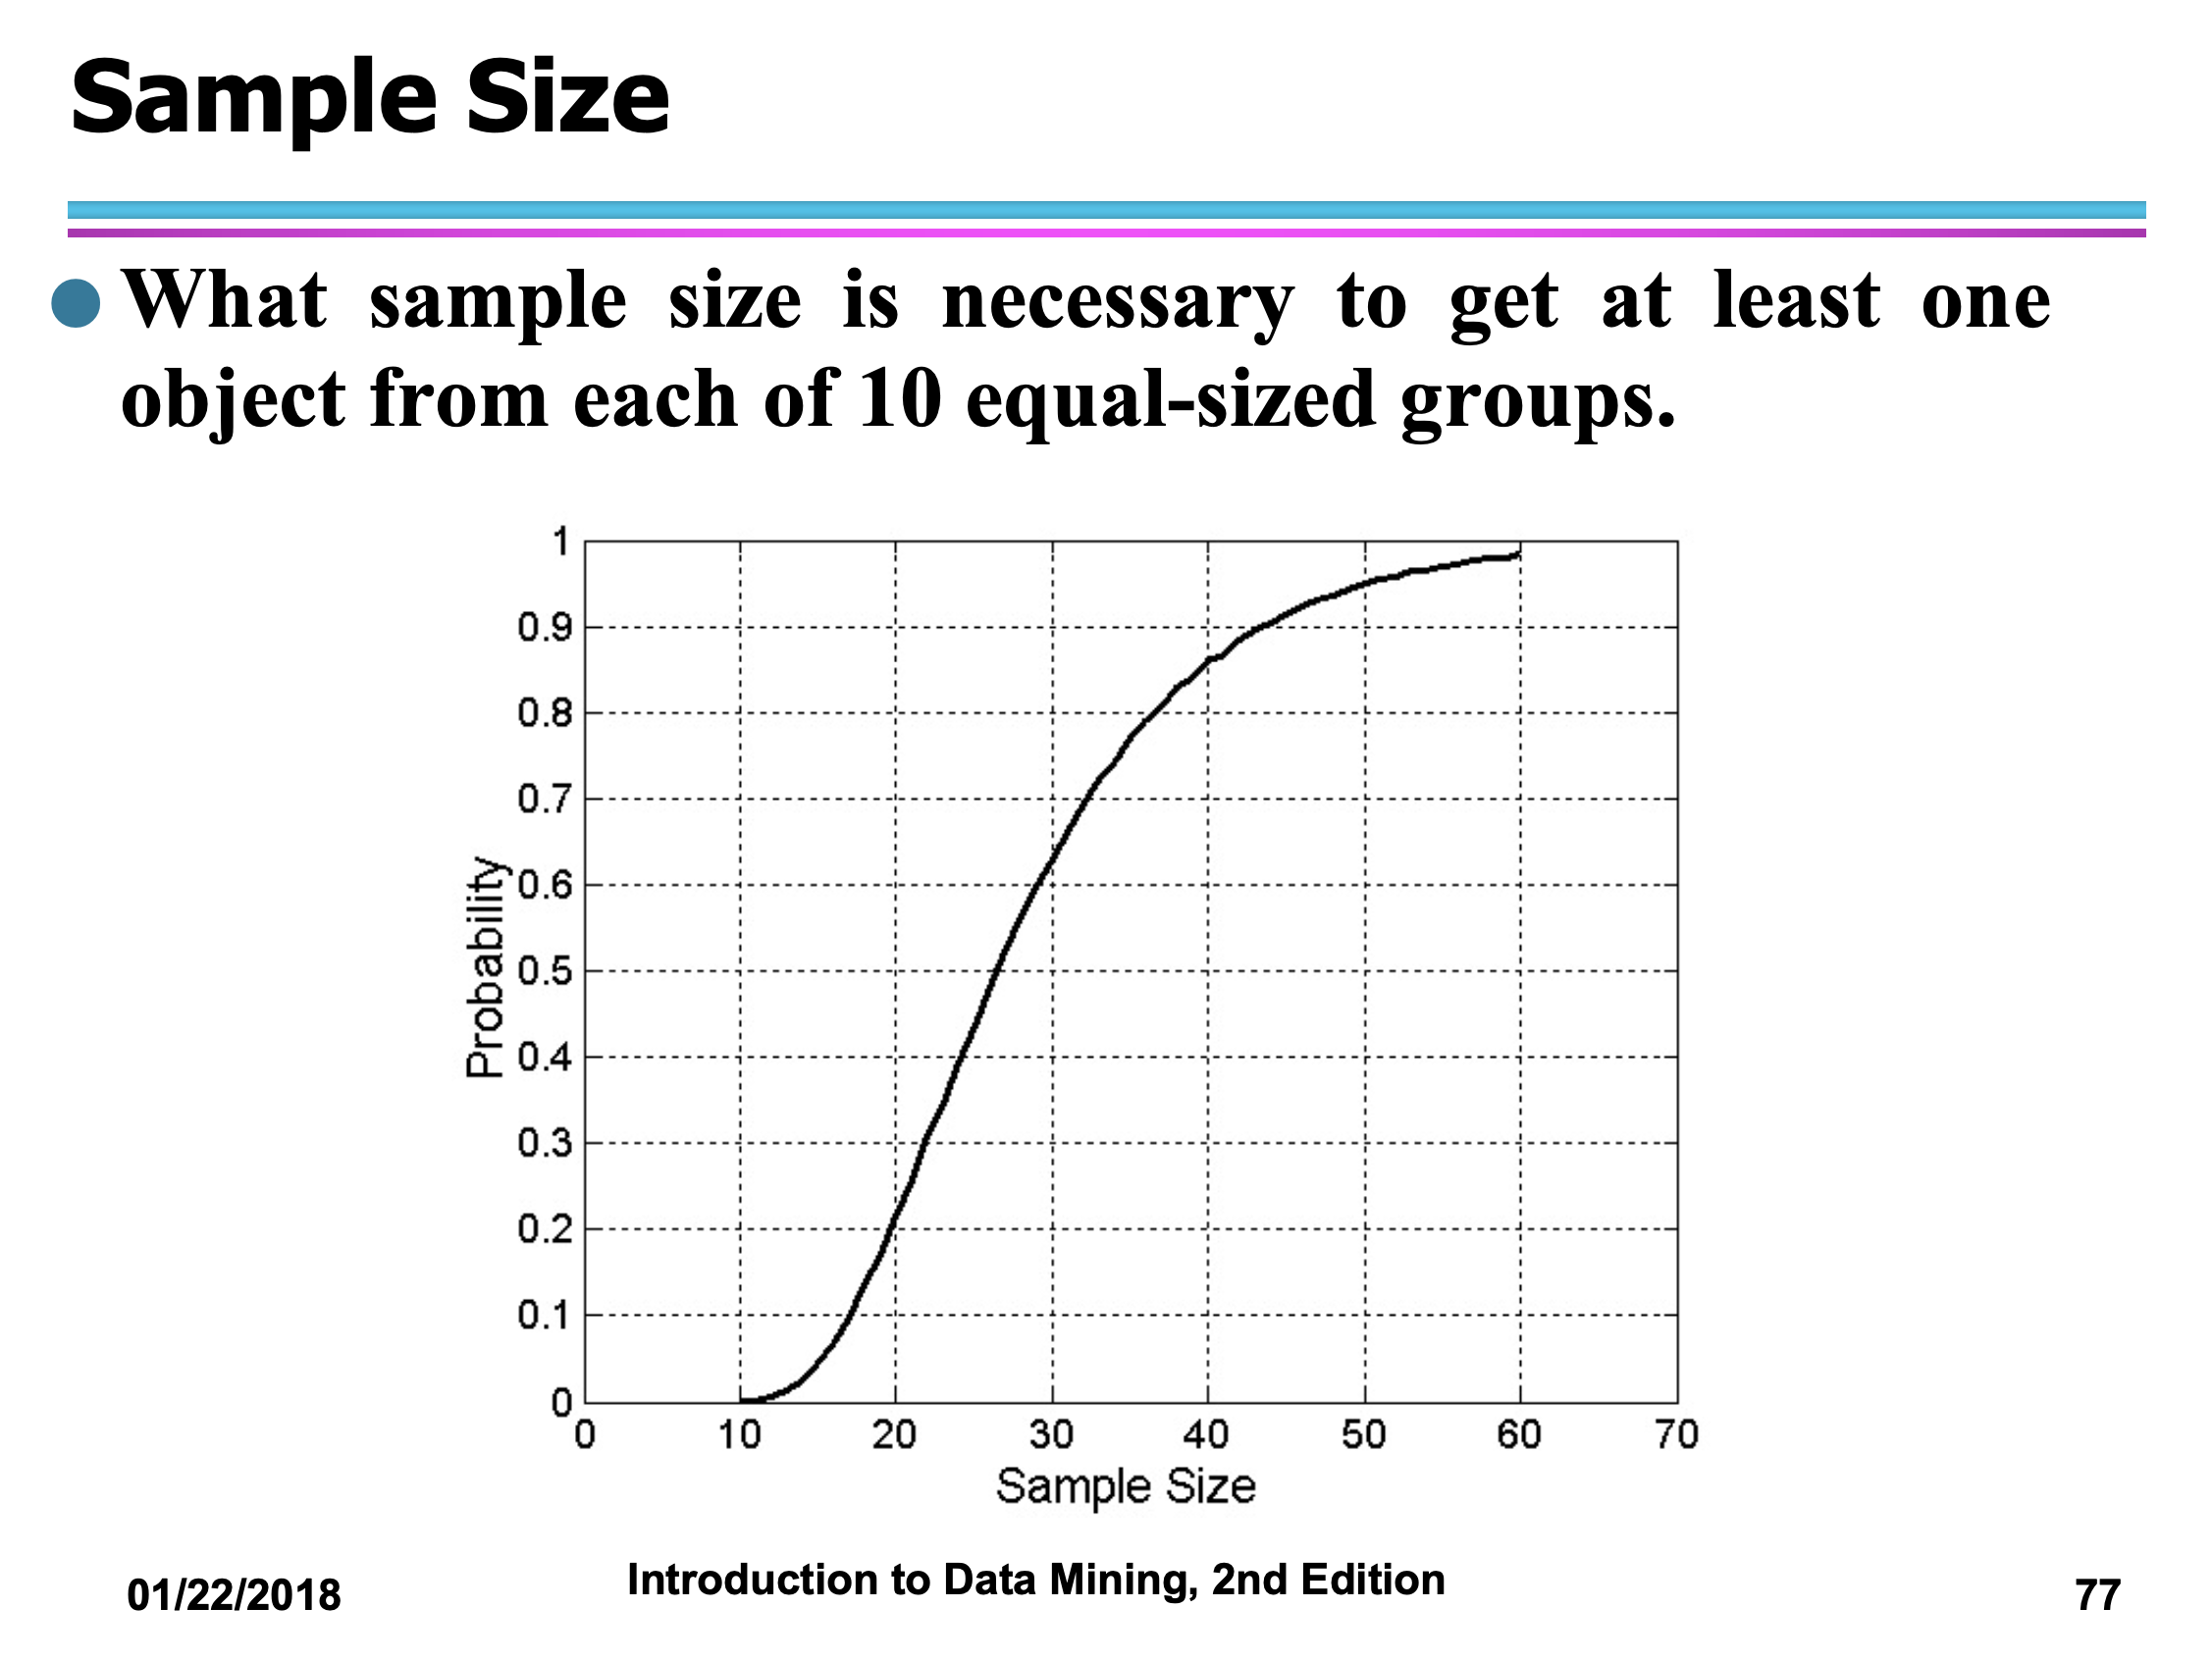 Sample Size
What sample size is necessary to get at least one
object from each of 10 equal-sized groups.
1
0.9
0.8
0.7
0.6
0.5
0.4
0.3
0.2
0.1
0
Probability
0 10 20 30 40 50 60 70
Sample Size
01/22/2018 Introduction to Data Mining, 2nd Edition 77